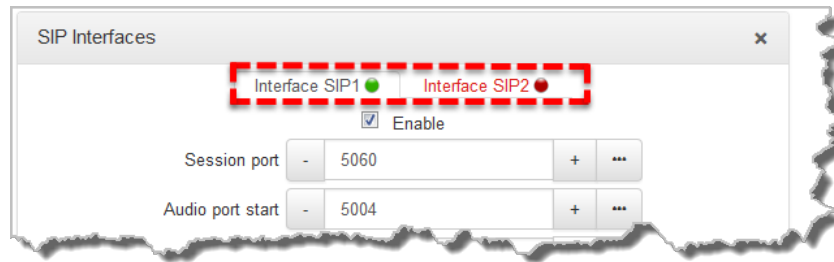 SIP Interfaces ×
Interface SIP1 Interface SIP2
Enable
Session port - 5060 + •••
Audio port start - 5004 + •••